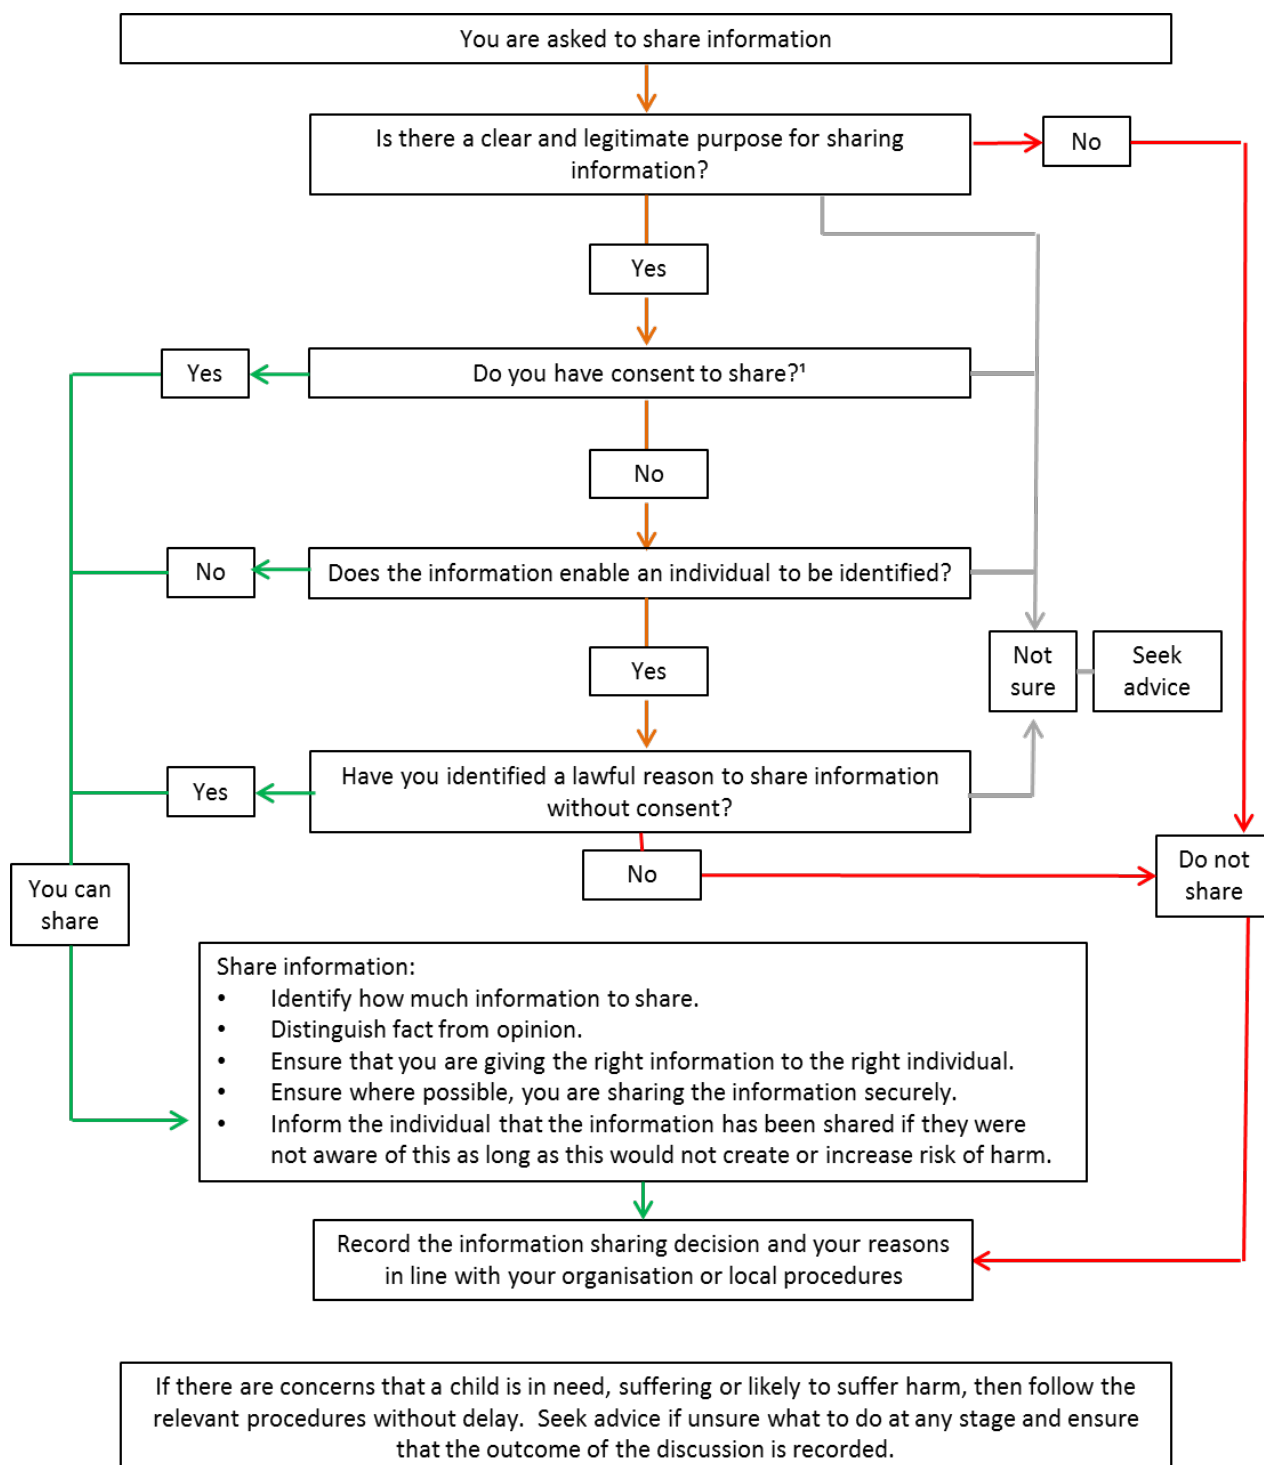 You are asked to share information
Is there a clear and legitimate purpose for sharing
information?
No
Yes
Yes
Do you have consent to share?¹
No
No
Does the information enable an individual to be identified?
Yes
Not
sure
Seek
advice
Yes
Have you identified a lawful reason to share information
without consent?
No
Do not
share
You can
share
Share information:
• Identify how much information to share.
• Distinguish fact from opinion.
• Ensure that you are giving the right information to the right individual.
• Ensure where possible, you are sharing the information securely.
• Inform the individual that the information has been shared if they were
not aware of this as long as this would not create or increase risk of harm.
Record the information sharing decision and your reasons
in line with your organisation or local procedures
If there are concerns that a child is in need, suffering or likely to suffer harm, then follow the
relevant procedures without delay.  Seek advice if unsure what to do at any stage and ensure
that the outcome of the discussion is recorded.